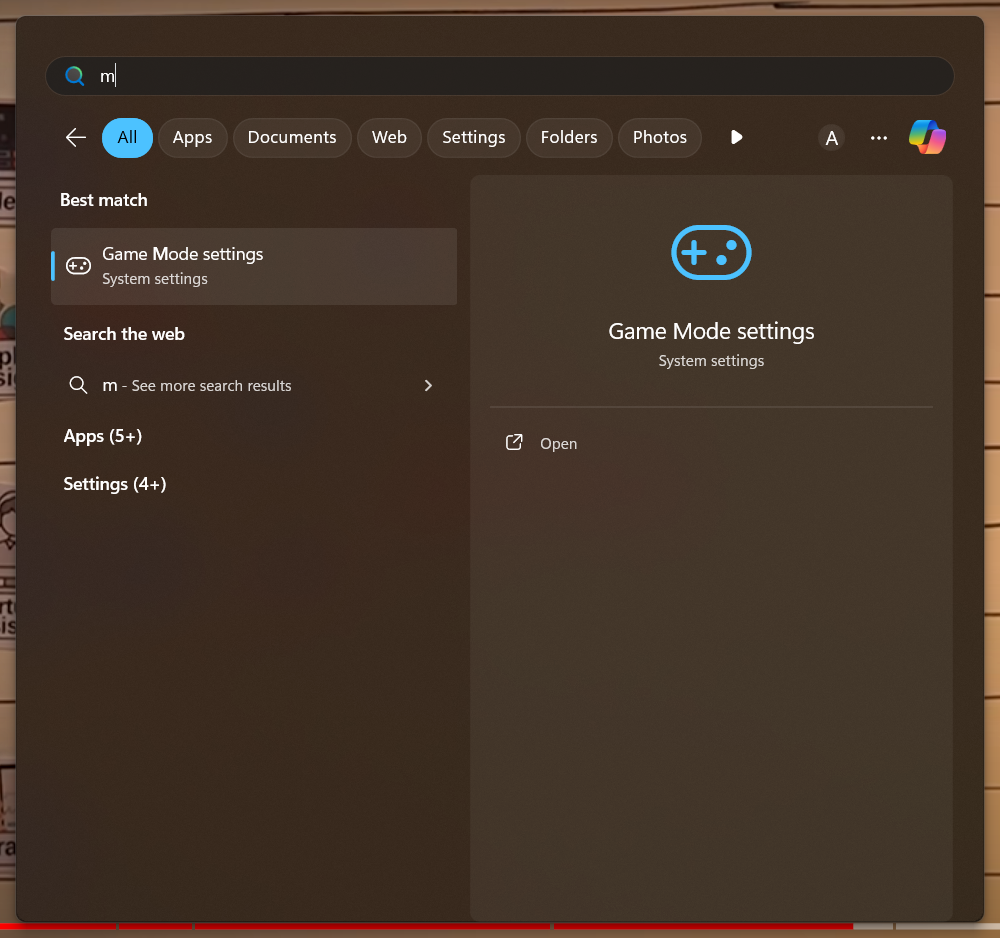 m
All
Apps
Documents
Web
Settings
Folders
Photos
A
Best match
Game Mode settings
System settings
Search the web
m - See more search results
Apps (5+)
Settings (4+)
Game Mode settings
System settings
Open